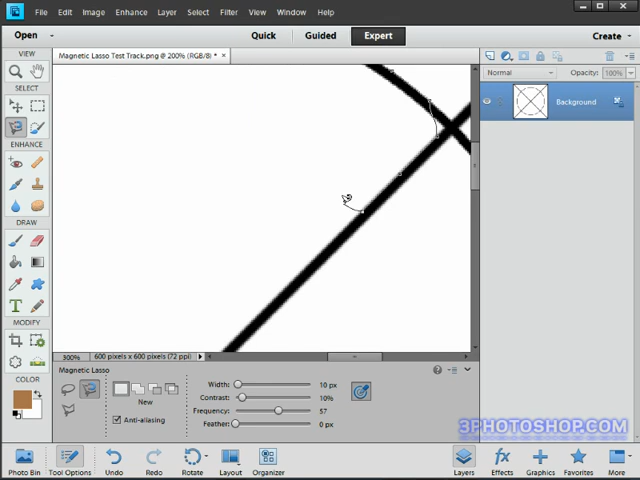 File Edit Image Enhance Layer Select Filter View Window Help
Open Quick Guided Expert Create
VIEW
Magnetic Lasso Test Track.png @ 200% (RGB/8) *
Normal Opacity: 100%
SELECT
Background
ENHANCE
DRAW
T
MODIFY
300% 600 pixels x 600 pixels (72 ppi)
Magnetic Lasso
COLOR
Width: 10 px
Contrast: 10%
New
Frequency: 57
Anti-aliasing
Feather: 0 px
3PHOTOSHOP.COM
Photo Bin Tool Options Undo Redo Rotate Layout Organizer Layers Effects Graphics Favorites More